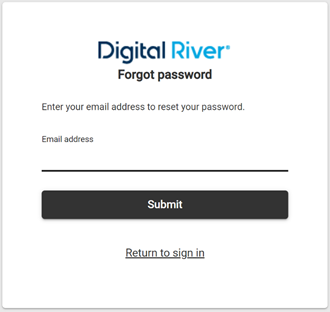 Digital River®
Forgot password
Enter your email address to reset your password.
Email address
Submit
Return to sign in